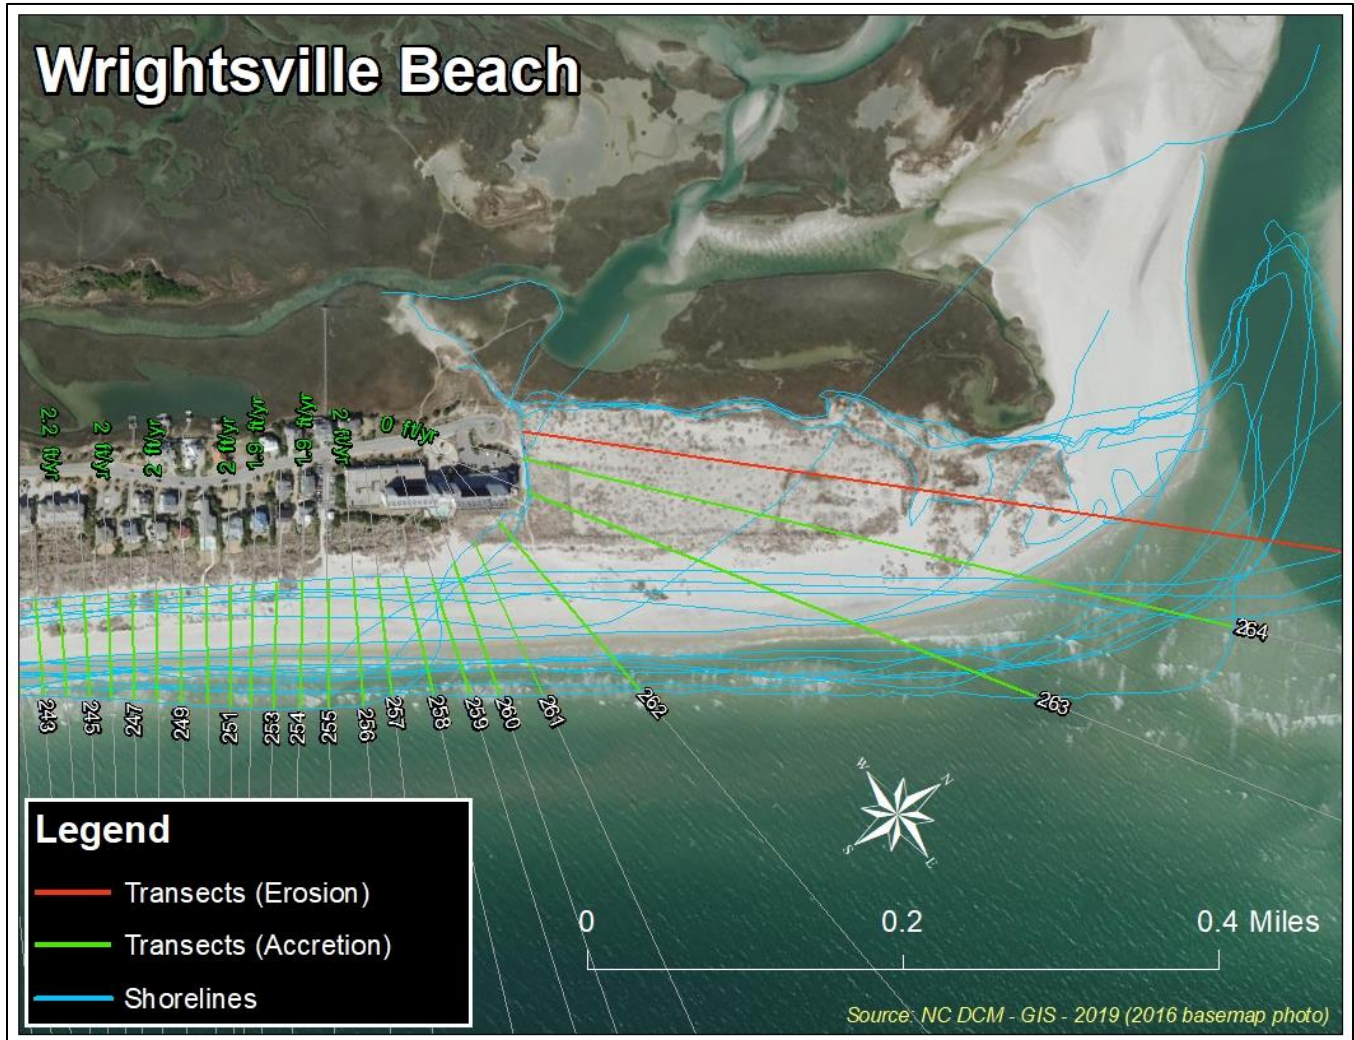 Wrightsville Beach
2.2 ft/yr
2 ft/yr
2 ft/yr
2 ft/yr
1.9 ft/yr
1.9 ft/yr
2 ft/yr
0 ft/yr
243
245
247
249
251
253
254
255
256
257
258
259
260
261
262
263
264
W
N
S
E
Legend
Transects (Erosion)
Transects (Accretion)
Shorelines
0
0.2
0.4 Miles
Source: NC DCM - GIS - 2019 (2016 basemap photo)